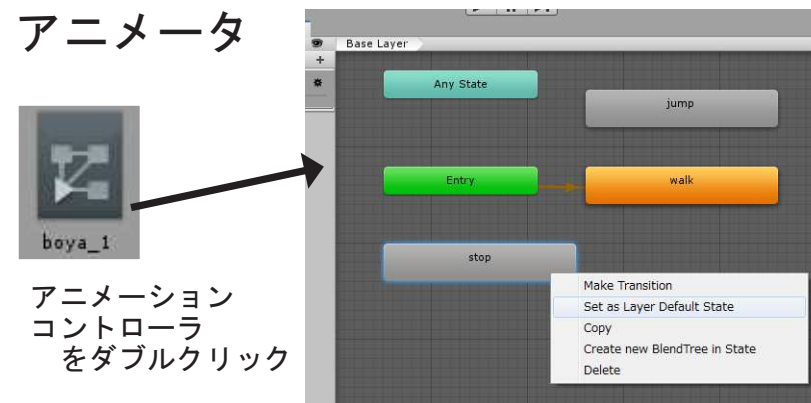 アニメータ
boya_1
アニメーション
コントローラ
をダブルクリック
Base Layer
Any State
jump
Entry
walk
stop
Make Transition
Set as Layer Default State
Copy
Create new BlendTree in State
Delete